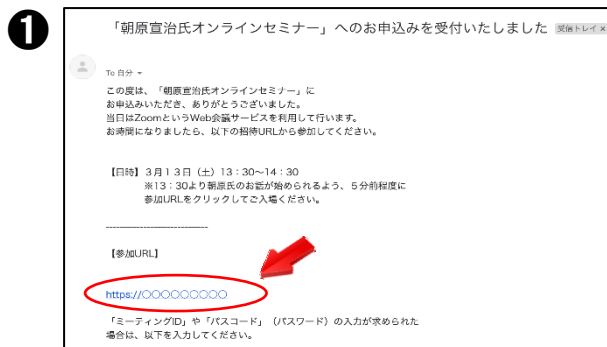 ❶
「朝原宣治氏オンラインセミナー」へのお申込みを受付いたしました 受信トレイ x
To 自分
この度は、「朝原宣治氏オンラインセミナー」に
お申込みいただき、ありがとうございました。
当日はZoomというWeb会議サービスを利用して行います。
お時間になりましたら、以下の招待URLから参加してください。
【日時】３月１３日（土）13：30～14：30
※13：30より朝原氏のお話が始められるよう、５分前程度に
参加URLをクリックしてご入場ください。
----------------------------
【参加URL】
https://〇〇〇〇〇〇〇〇〇
「ミーティングID」や「パスコード」（パスワード）の入力が求められた
場合は、以下を入力してください。